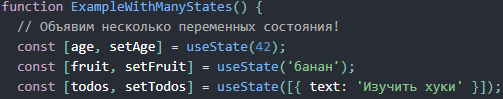 function ExampleWithManyStates() {
// Объявим несколько переменных состояния!
const [age, setAge] = useState(42);
const [fruit, setFruit] = useState('банан');
const [todos, setTodos] = useState([{ text: 'Изучить хуки' }]);